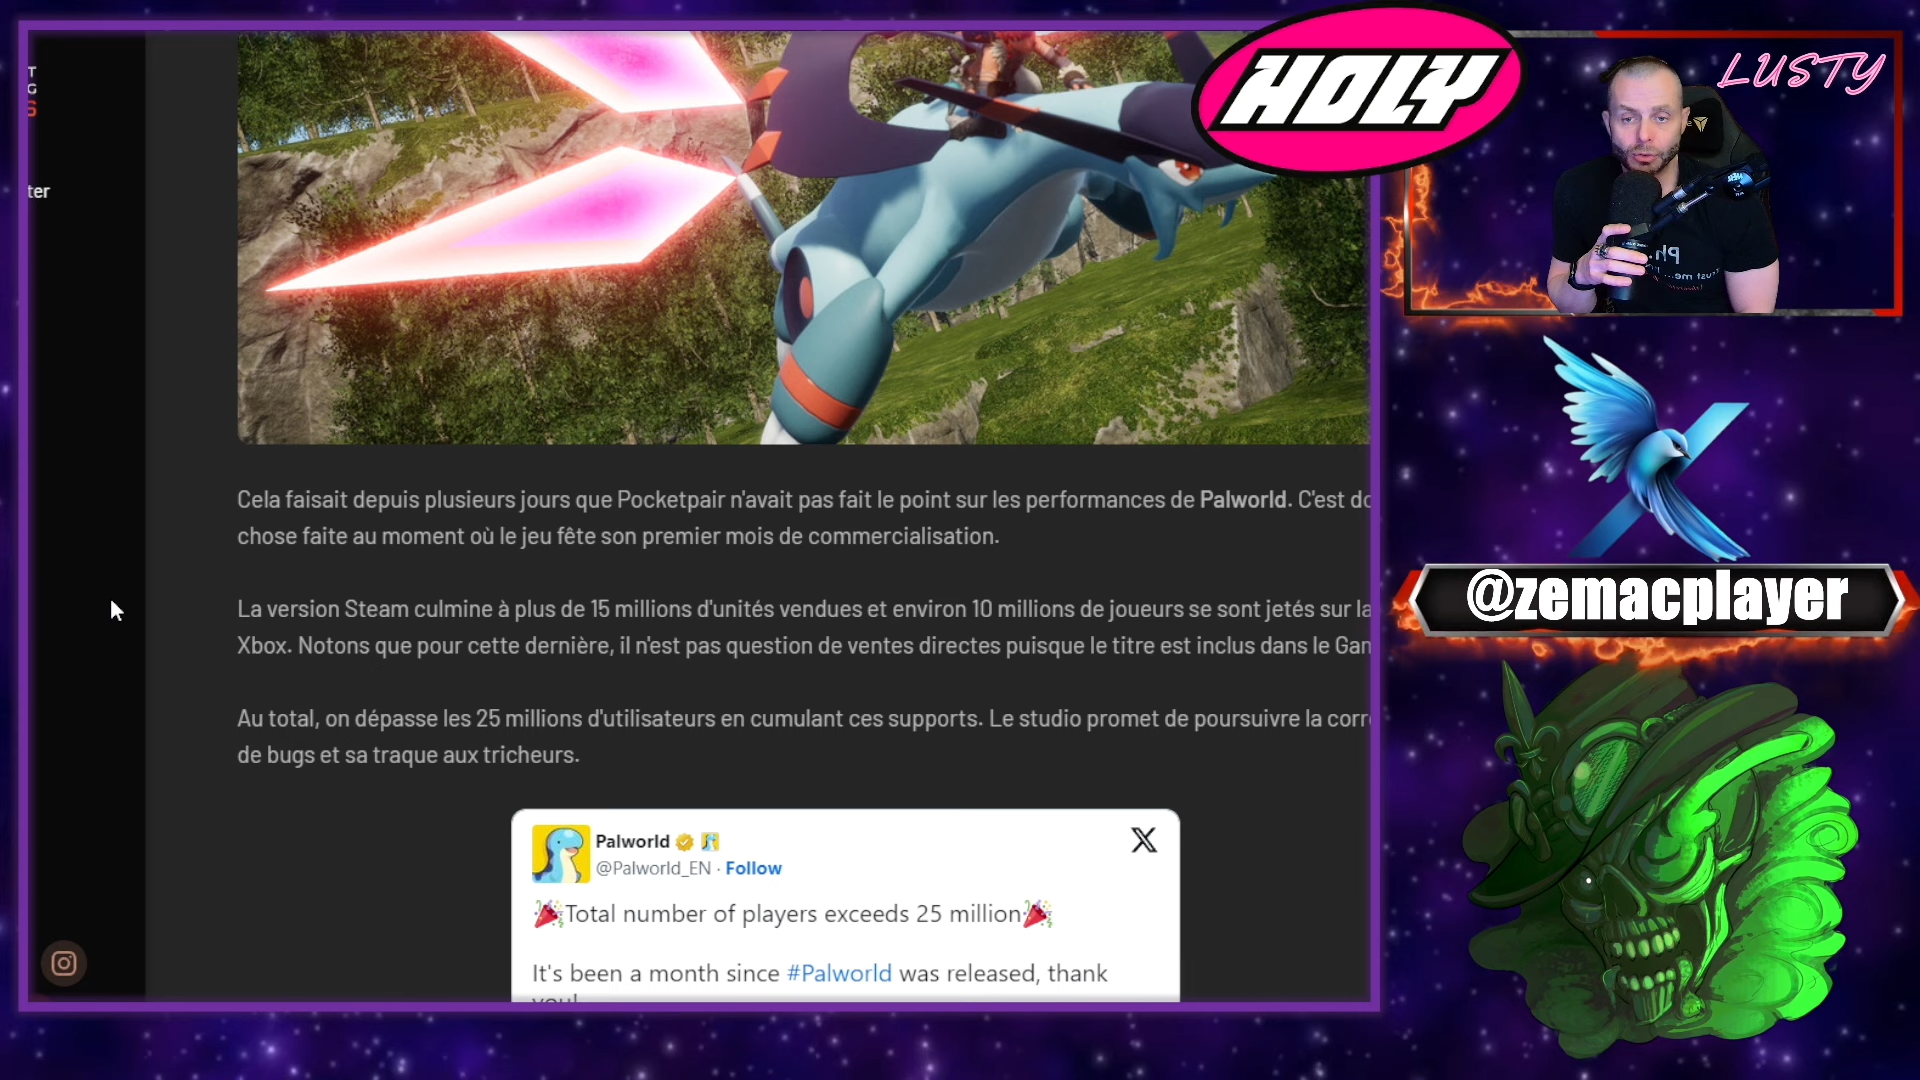 T
G
S
ter
HOLY
LUSTY
Cela faisait depuis plusieurs jours que Pocketpair n'avait pas fait le point sur les performances de Palworld. C'est
chose faite au moment où le jeu fête son premier mois de commercialisation.
La version Steam culmine à plus de 15 millions d'unités vendues et environ 10 millions de joueurs se sont jetés sur la
Xbox. Notons que pour cette dernière, il n'est pas question de ventes directes puisque le titre est inclus dans le
Au total, on dépasse les 25 millions d'utilisateurs en cumulant ces supports. Le studio promet de poursuivre la
de bugs et sa traque aux tricheurs.
Palworld
@Palworld_EN · Follow
X
🎉Total number of players exceeds 25 million🎉
It's been a month since #Palworld was released, thank
you!
@zemacplayer